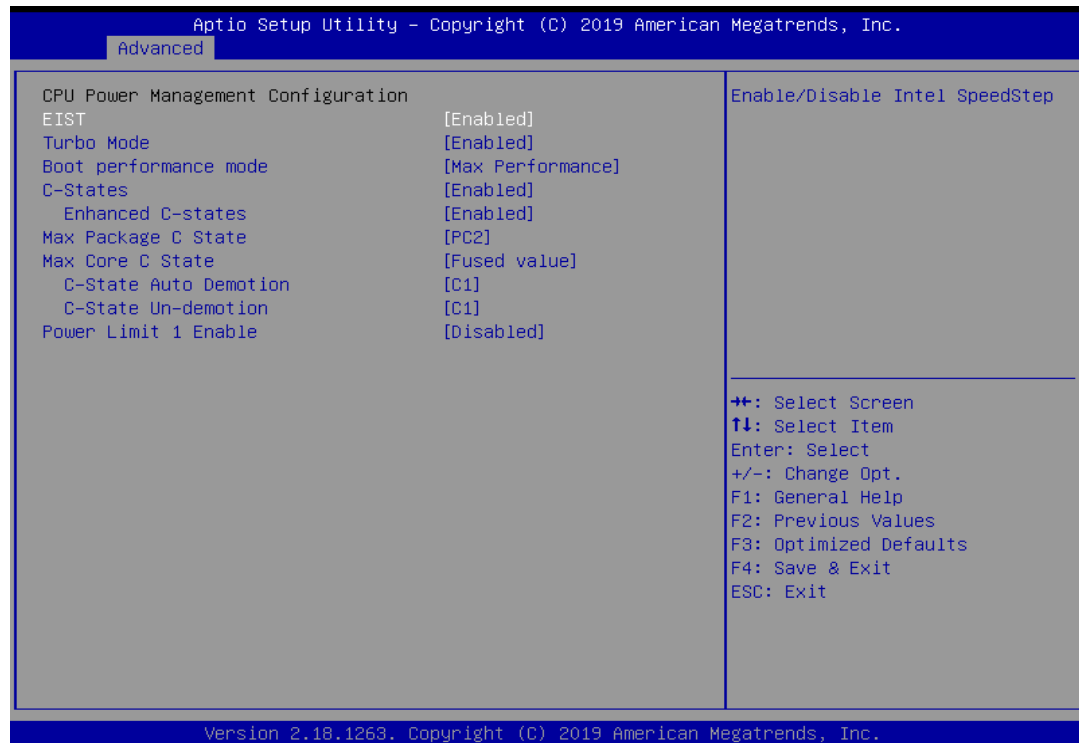 Aptio Setup Utility – Copyright (C) 2019 American Megatrends, Inc.
Advanced
CPU Power Management Configuration
EIST [Enabled]
Turbo Mode [Enabled]
Boot performance mode [Max Performance]
C-States [Enabled]
Enhanced C-states [Enabled]
Max Package C State [PC2]
Max Core C State [Fused value]
C-State Auto Demotion [C1]
C-State Un-demotion [C1]
Power Limit 1 Enable [Disabled]
Enable/Disable Intel SpeedStep
→←: Select Screen
↑↓: Select Item
Enter: Select
+/-: Change Opt.
F1: General Help
F2: Previous Values
F3: Optimized Defaults
F4: Save & Exit
ESC: Exit
Version 2.18.1263. Copyright (C) 2019 American Megatrends, Inc.